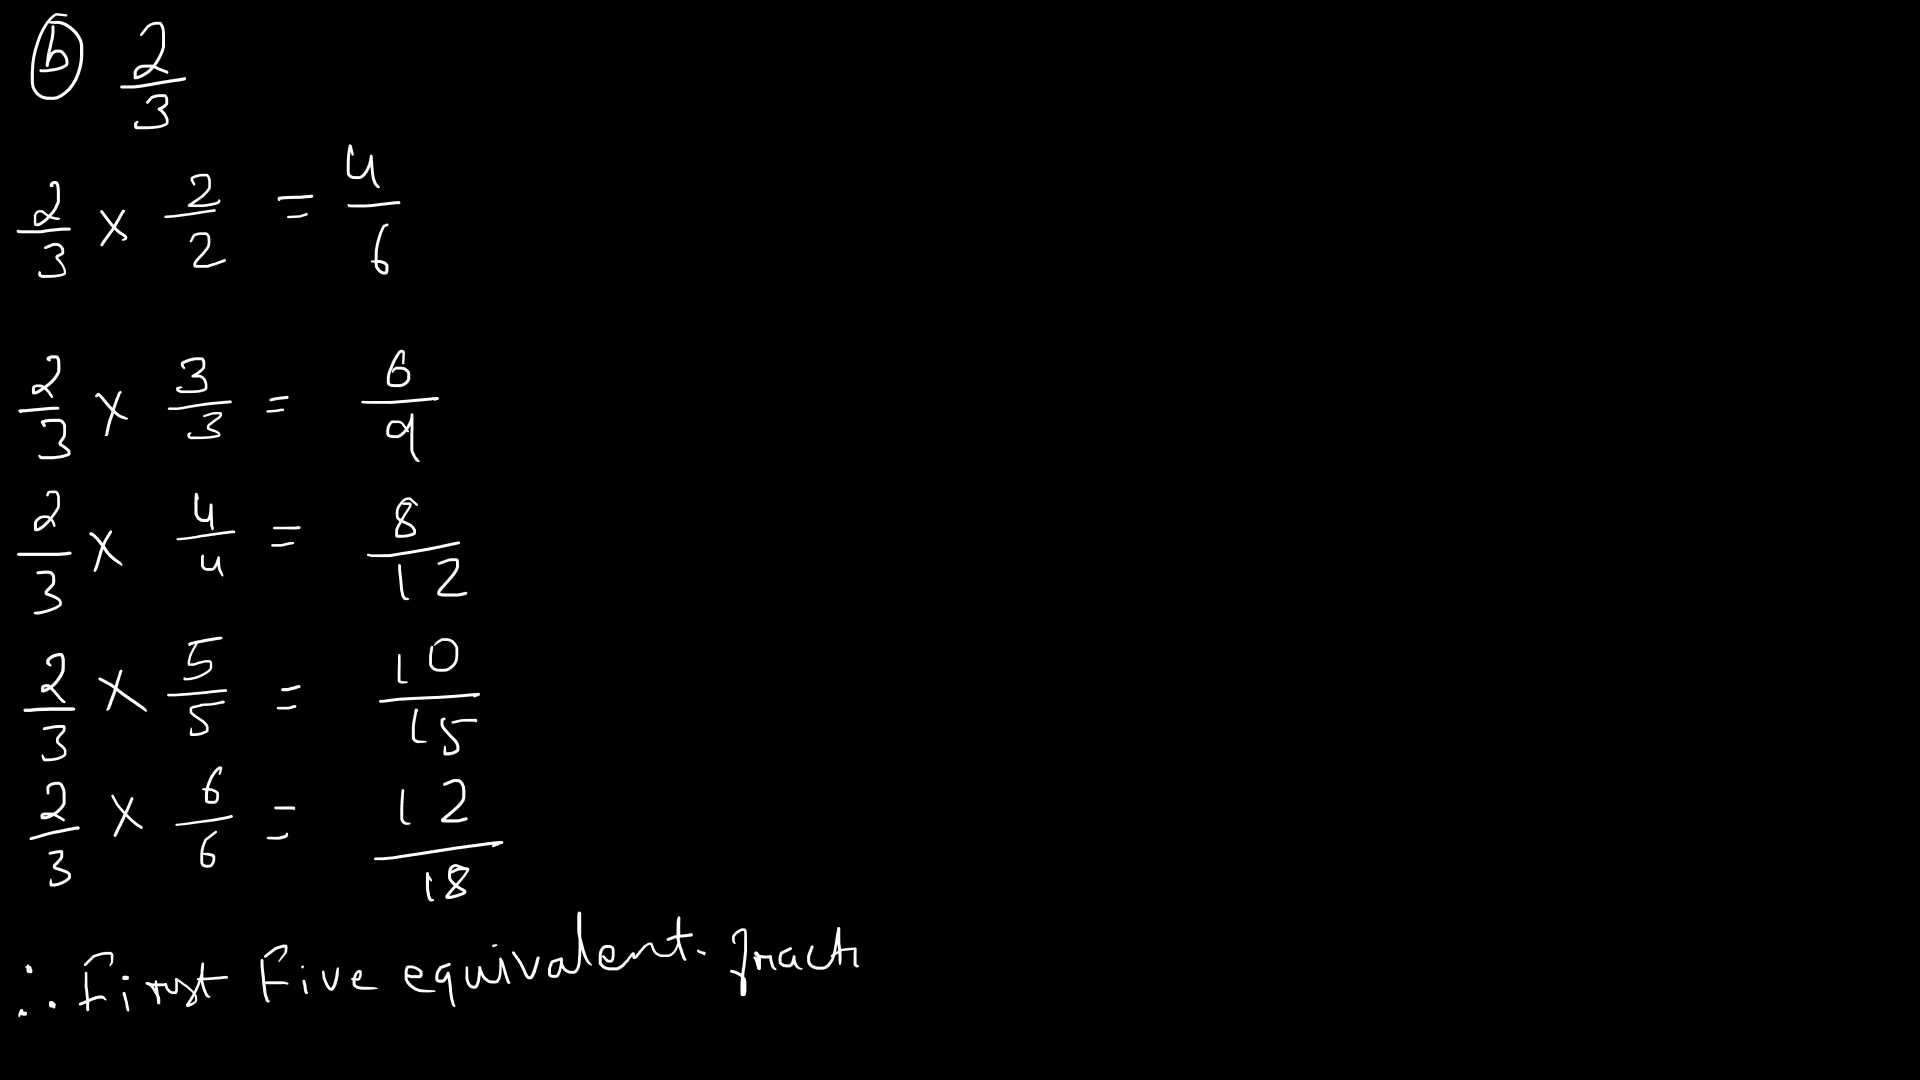 (b) 2/3
2/3 × 2/2 = 4/6
2/3 × 3/3 = 6/9
2/3 × 4/4 = 8/12
2/3 × 5/5 = 10/15
2/3 × 6/6 = 12/18
∴ First Five equivalent. fracti